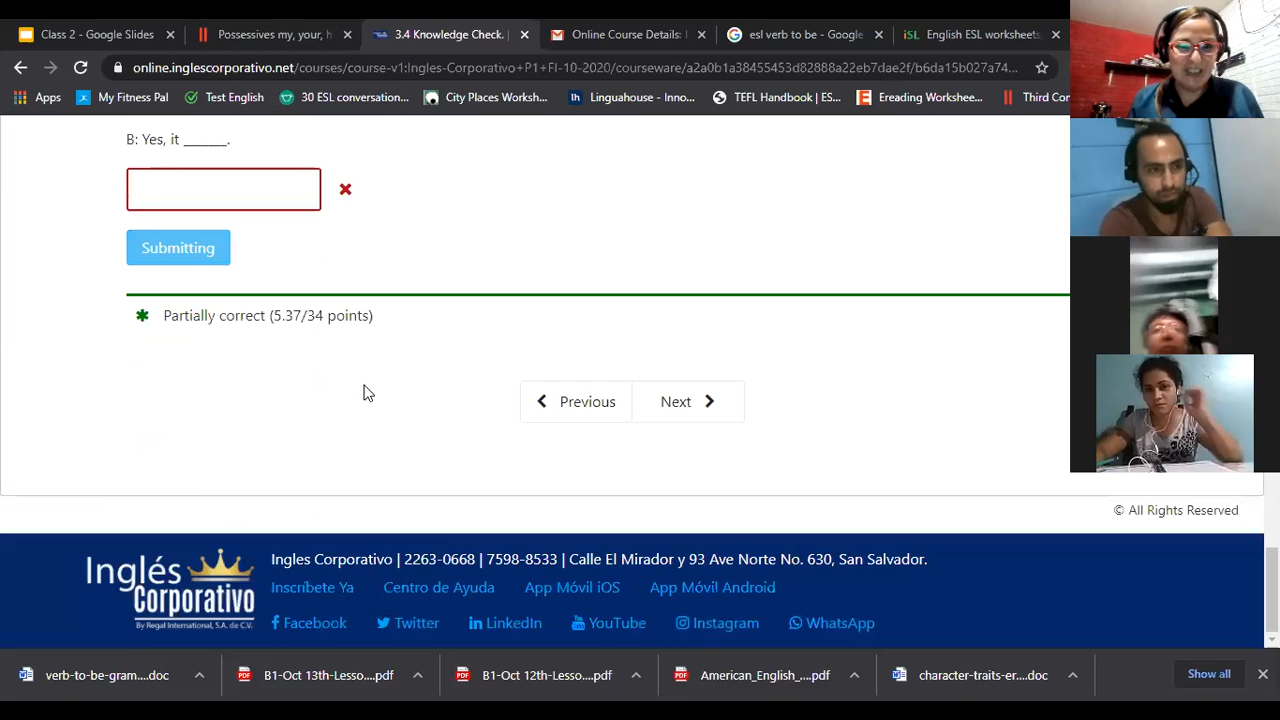 Class 2 - Google Slides
Possessives my, your, h
3.4 Knowledge Check.
Online Course Details: I
esl verb to be - Google
English ESL worksheets,
online.inglescorporativo.net/courses/course-v1:Ingles-Corporativo+P1+FI-10-2020/courseware/a2a0b1a38455453d82888a22eb7dae2f/b6da15b027a74...
Apps
My Fitness Pal
Test English
30 ESL conversation...
City Places Worksh...
Linguahouse - Inno...
TEFL Handbook | ES...
Ereading Workshee...
Third Con
B: Yes, it _______.
Submitting
Partially correct (5.37/34 points)
Previous
Next
© All Rights Reserved
Inglés Corporativo
By Regal International, S.A. de C.V.
Ingles Corporativo | 2263-0668 | 7598-8533 | Calle El Mirador y 93 Ave Norte No. 630, San Salvador.
Inscríbete Ya
Centro de Ayuda
App Móvil iOS
App Móvil Android
Facebook
Twitter
LinkedIn
YouTube
Instagram
WhatsApp
verb-to-be-gram....doc
B1-Oct 13th-Lesso....pdf
B1-Oct 12th-Lesso....pdf
American_English_....pdf
character-traits-er....doc
Show all